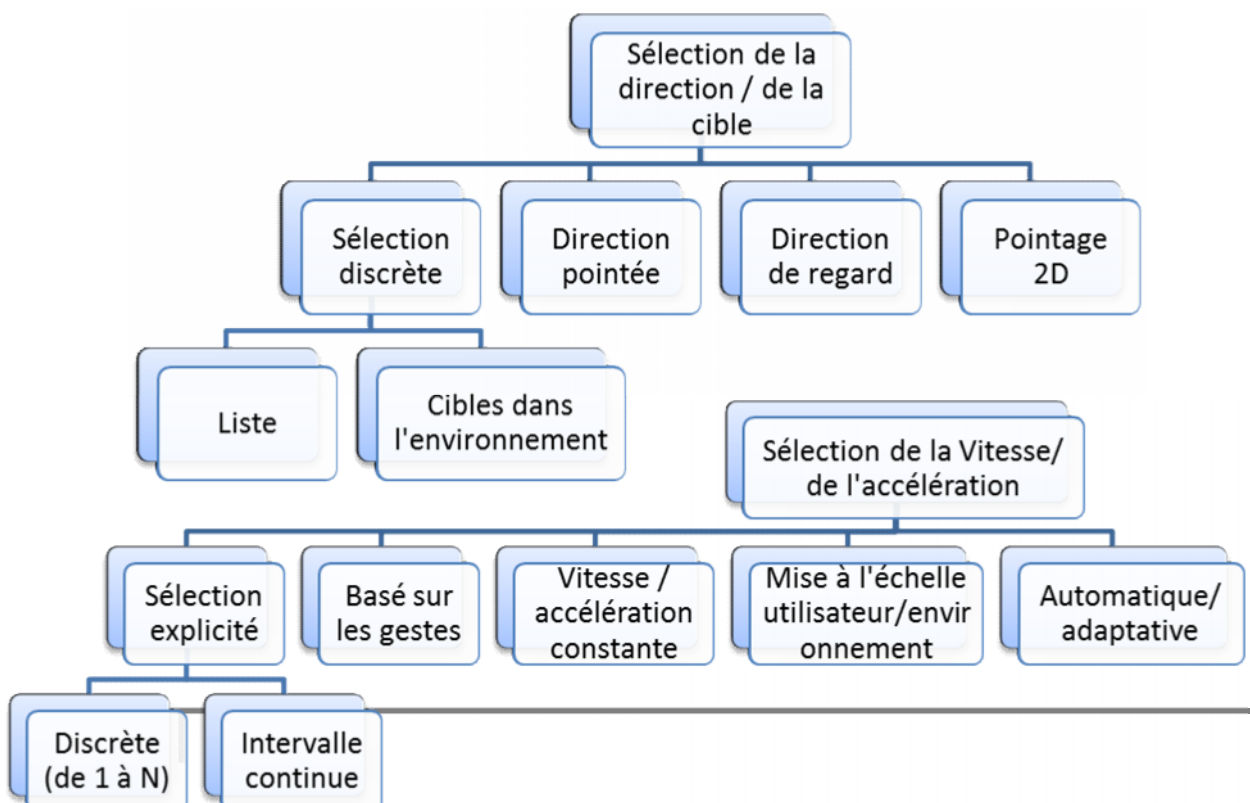 Sélection de la
direction / de la
cible
Sélection
discrète
Direction
pointée
Direction
de regard
Pointage
2D
Liste
Cibles dans
l'environnement
Sélection de la Vitesse/
de l'accélération
Sélection
explicité
Basé sur
les gestes
Vitesse /
accélération
constante
Mise à l'échelle
utilisateur/envir
onnement
Automatique/
adaptative
Discrète
(de 1 à N)
Intervalle
continue